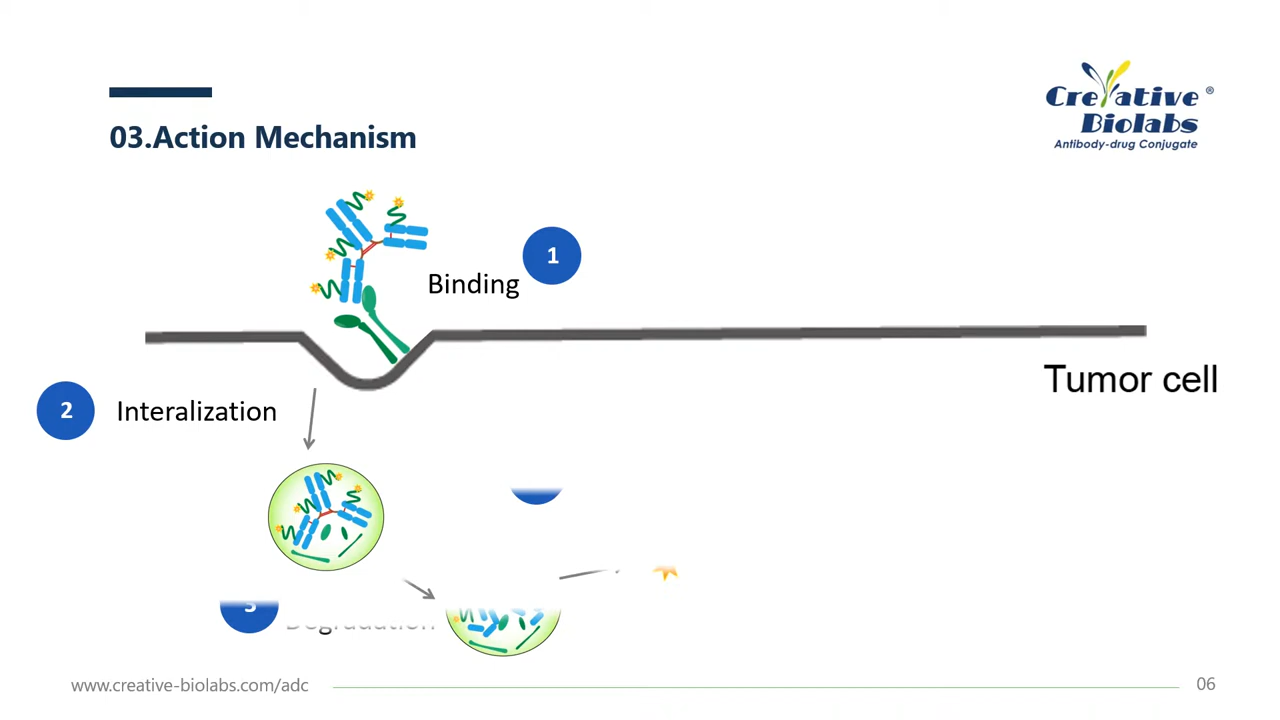 Creative
Biolabs
®
Antibody-drug Conjugate
03.Action Mechanism
1
Binding
Tumor cell
2
Interalization
3
Degradation
www.creative-biolabs.com/adc
06